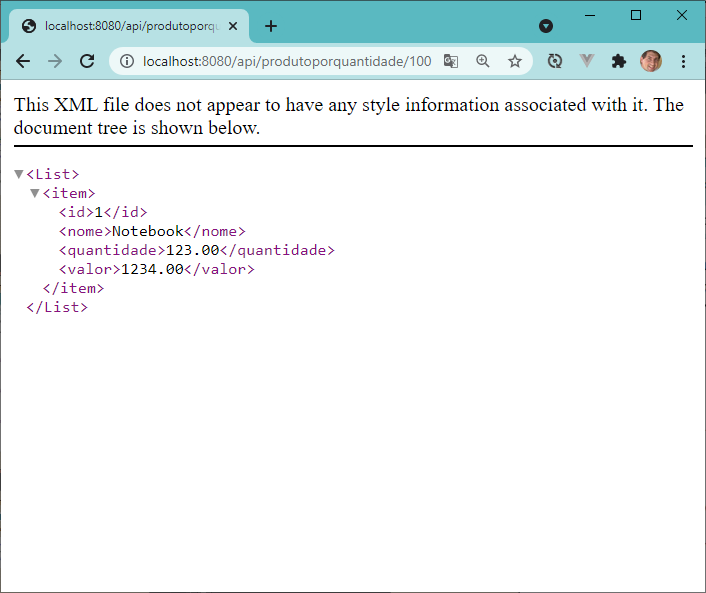 localhost:8080/api/produtoporqu
localhost:8080/api/produtoporquantidade/100
This XML file does not appear to have any style information associated with it. The
document tree is shown below.
▼<List>
▼<item>
<id>1</id>
<nome>Notebook</nome>
<quantidade>123.00</quantidade>
<valor>1234.00</valor>
</item>
</List>